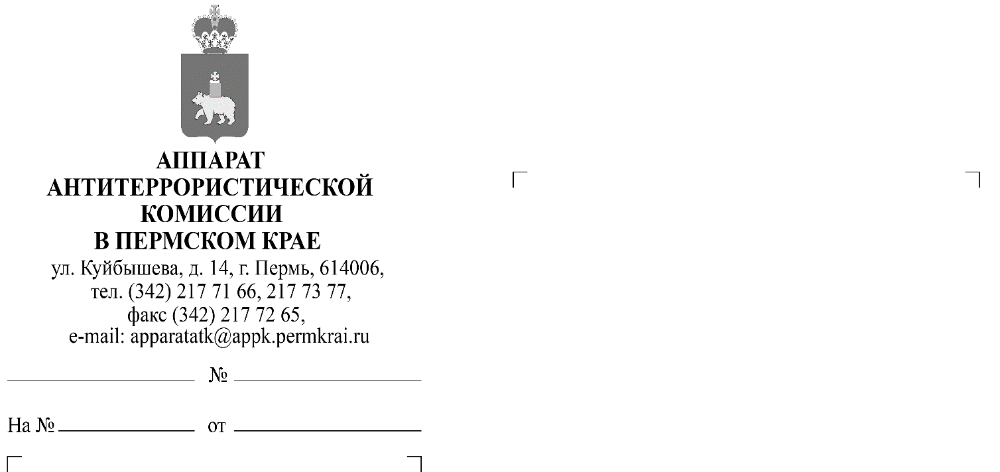 АППАРАТ
АНТИТЕРРОРИСТИЧЕСКОЙ
КОМИССИИ
В ПЕРМСКОМ КРАЕ
ул. Куйбышева, д. 14, г. Пермь, 614006,
тел. (342) 217 71 66, 217 73 77,
факс (342) 217 72 65,
e-mail: apparatatk@appk.permkrai.ru
№
На № от